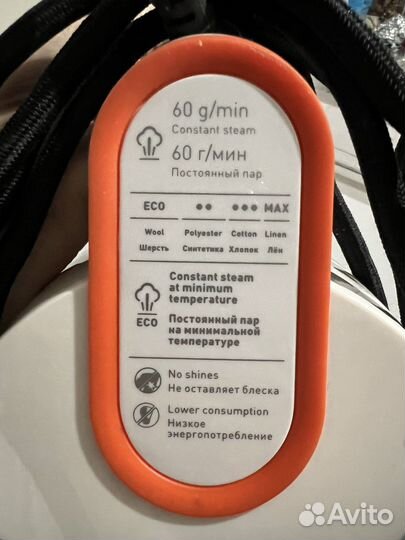 60 g/min
Constant steam
60 г/мин
Постоянный пар
ECO •• ••• MAX
Wool Polyester Cotton Linen
Шерсть Синтетика Хлопок Лён
Constant steam
at minimum
temperature
ECO
Постоянный пар
на минимальной
температуре
No shines
Не оставляет блеска
Lower consumption
Низкое
энергопотребление
Avito